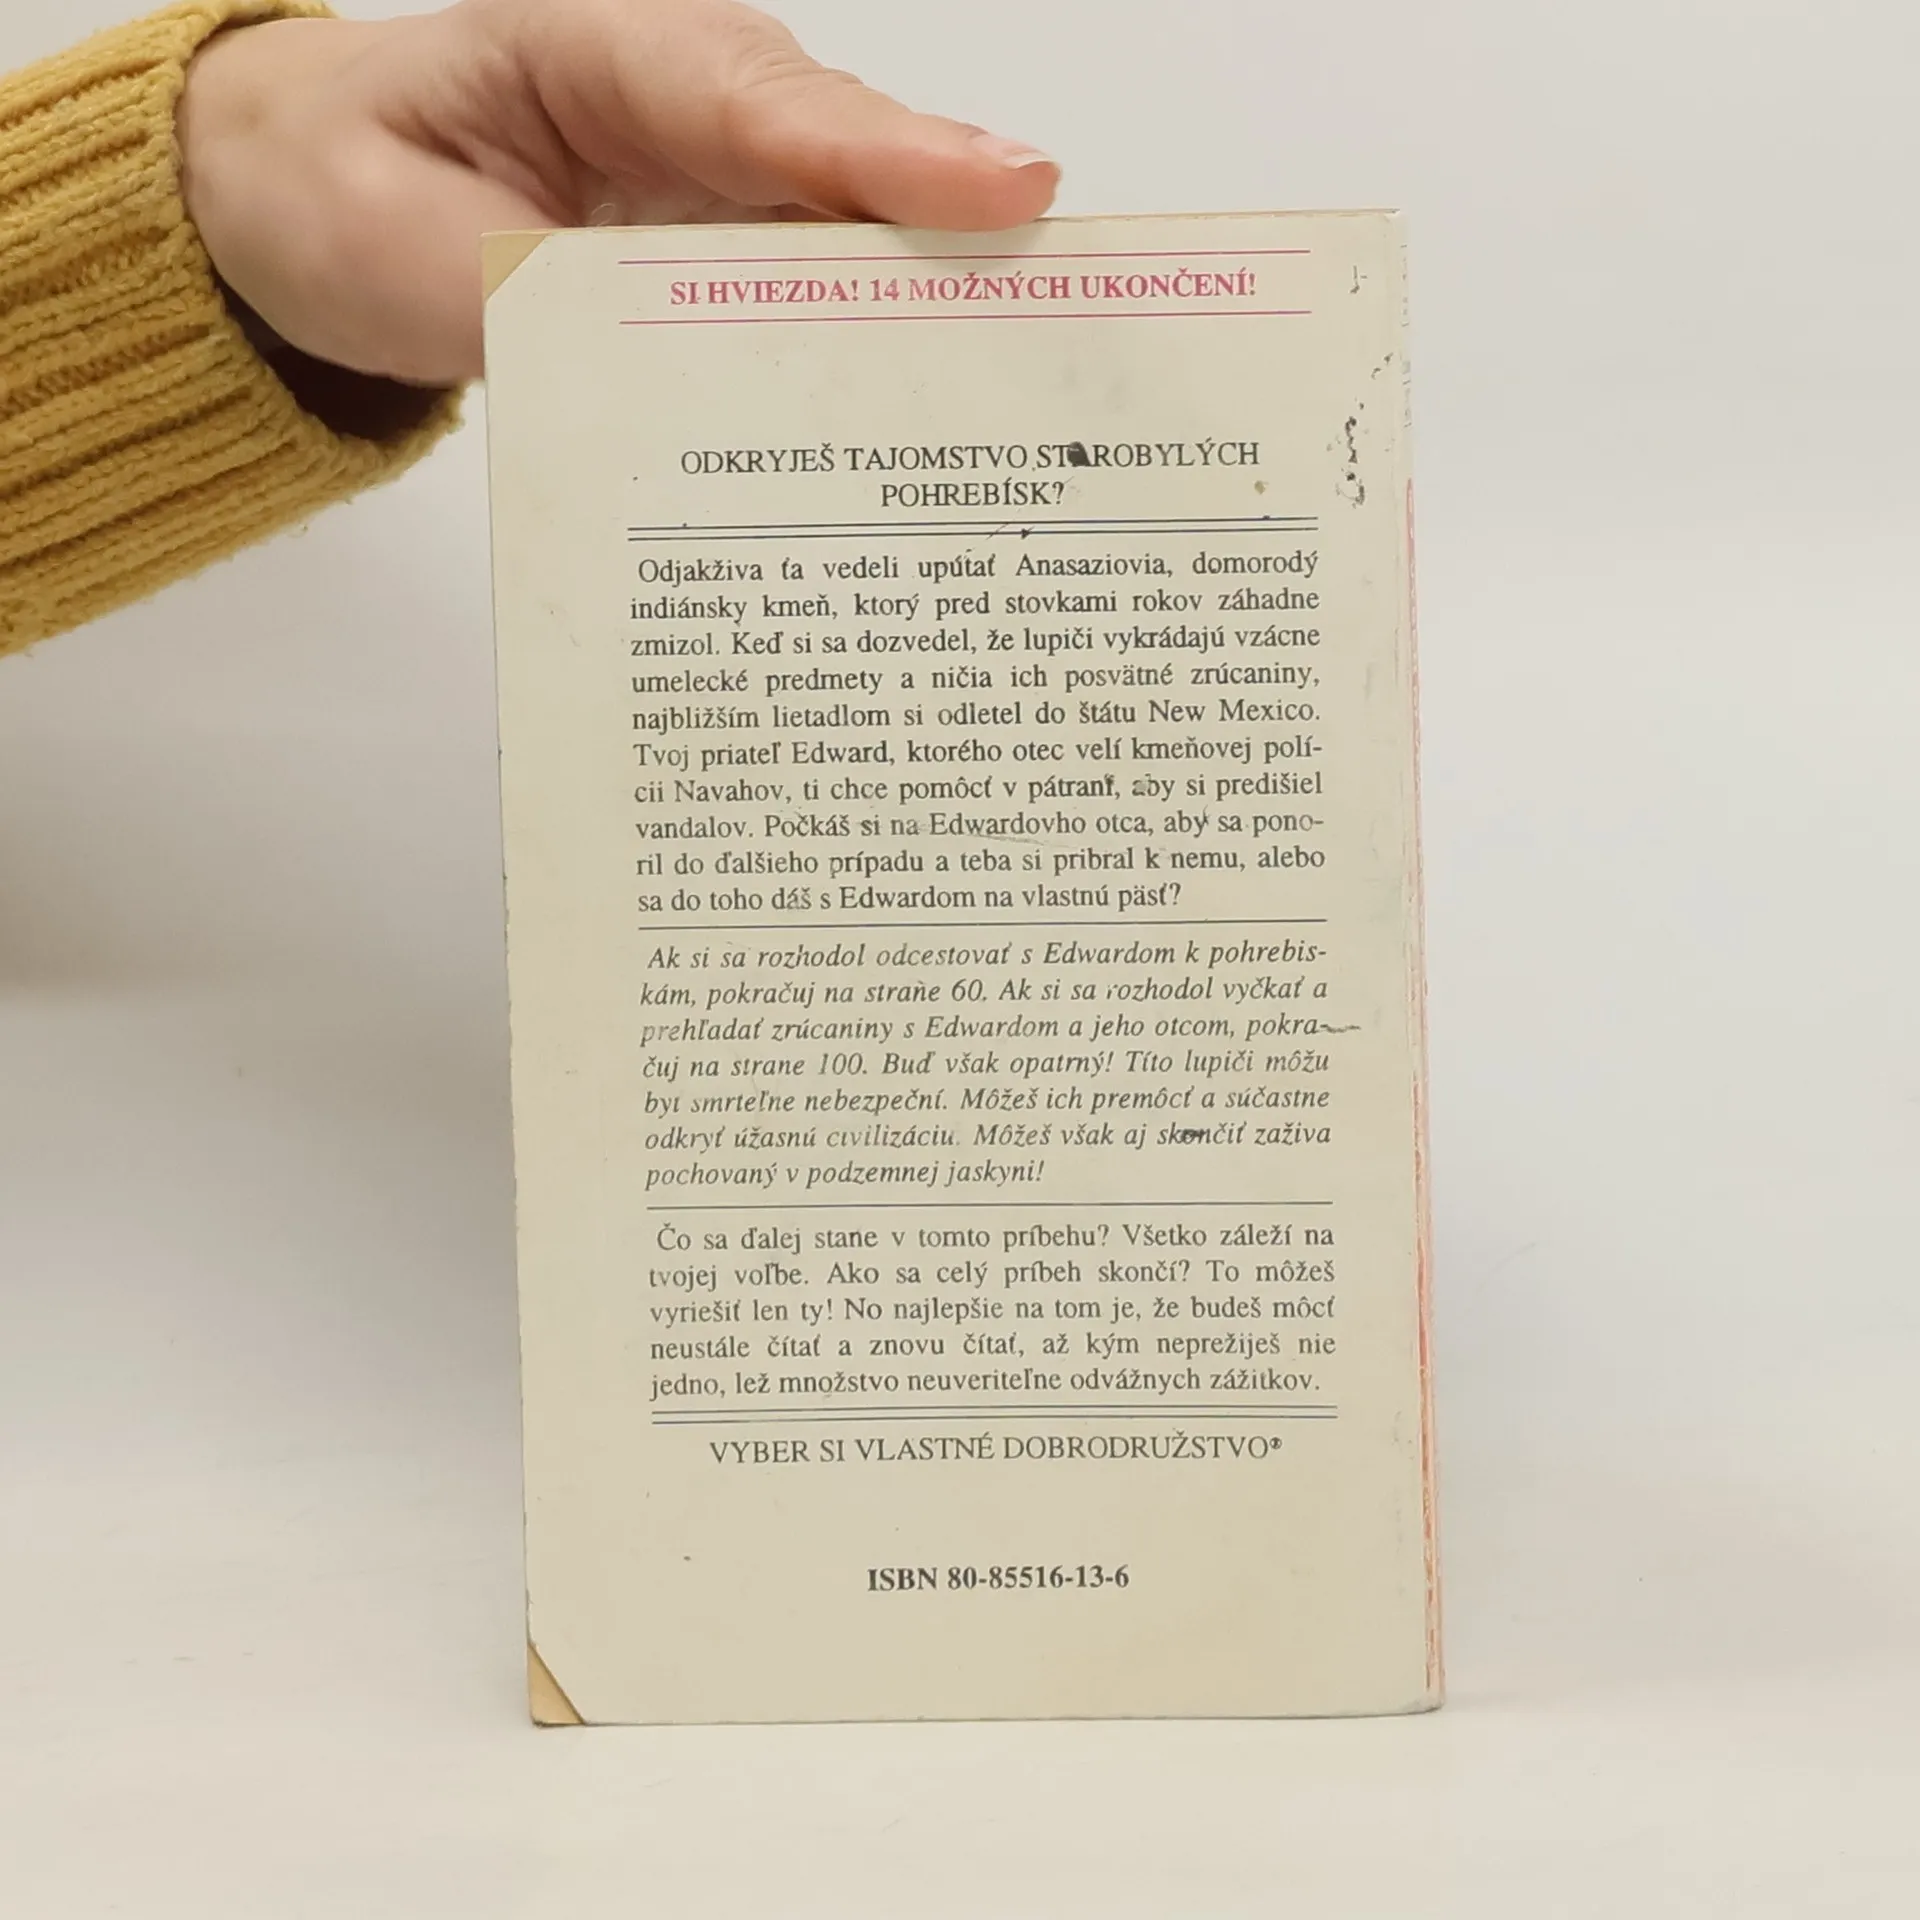 SI HVIEZDA! 14 MOŽNÝCH UKONČENÍ!
ODKRYJEŠ TAJOMSTVO STAROBYLÝCH
POHREBÍSK?
Odjakživa ťa vedeli upútať Anasaziovia, domorodý
indiánsky kmeň, ktorý pred stovkami rokov záhadne
zmizol. Keď si sa dozvedel, že lupiči vykrádajú vzácne
umelecké predmety a ničia ich posvätné zrúcaniny,
najbližším lietadlom si odletel do štátu New Mexico.
Tvoj priateľ Edward, ktorého otec velí kmeňovej polí-
cii Navahov, ti chce pomôcť v pátraní, aby si predišiel
vandalov. Počkáš si na Edwardovho otca, aby sa pono-
ril do ďalšieho prípadu a teba si pribral k nemu, alebo
sa do toho dáš s Edwardom na vlastnú päsť?
Ak si sa rozhodol odcestovať s Edwardom k pohrebis-
kám, pokračuj na strane 60. Ak si sa rozhodol vyčkať a
prehľadať zrúcaniny s Edwardom a jeho otcom, pokra-
čuj na strane 100. Buď však opatrný! Títo lupiči môžu
byť smrteľne nebezpeční. Môžeš ich premôcť a súčastne
odkryť úžasnú civilizáciu. Môžeš však aj skončiť zaživa
pochovaný v podzemnej jaskyni!
Čo sa ďalej stane v tomto príbehu? Všetko záleží na
tvojej voľbe. Ako sa celý príbeh skončí? To môžeš
vyriešiť len ty! No najlepšie na tom je, že budeš môcť
neustále čítať a znovu čítať, až kým neprežiješ nie
jedno, lež množstvo neuveriteľne odvážnych zážitkov.
VYBER SI VLASTNÉ DOBRODRUŽSTVO®
ISBN 80-85516-13-6